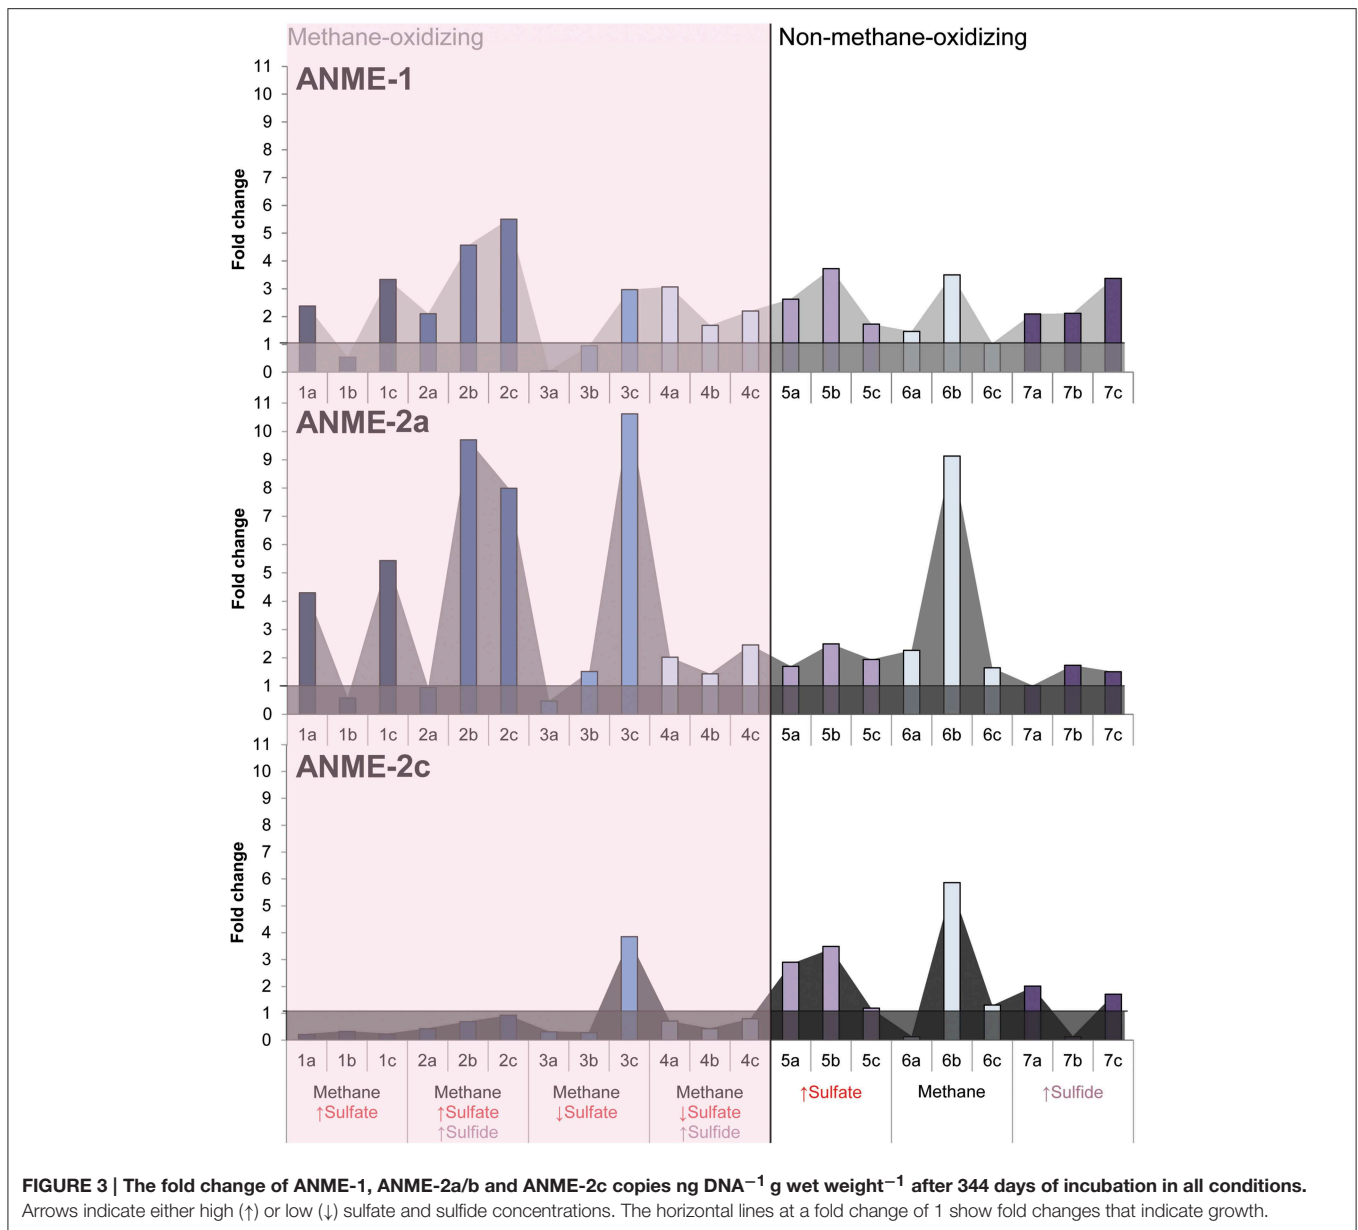 Methane-oxidizing Non-methane-oxidizing
ANME-1
11
10
9
8
7
6
5
4
3
2
1
0
Fold change
1a 1b 1c 2a 2b 2c 3a 3b 3c 4a 4b 4c 5a 5b 5c 6a 6b 6c 7a 7b 7c
ANME-2a
11
10
9
8
7
6
5
4
3
2
1
0
Fold change
1a 1b 1c 2a 2b 2c 3a 3b 3c 4a 4b 4c 5a 5b 5c 6a 6b 6c 7a 7b 7c
ANME-2c
11
10
9
8
7
6
5
4
3
2
1
0
Fold change
1a 1b 1c 2a 2b 2c 3a 3b 3c 4a 4b 4c 5a 5b 5c 6a 6b 6c 7a 7b 7c
Methane Methane Methane Methane ↑Sulfate Methane ↑Sulfide
↑Sulfate ↑Sulfate ↓Sulfate ↓Sulfate
↑Sulfide ↑Sulfide
FIGURE 3 | The fold change of ANME-1, ANME-2a/b and ANME-2c copies ng DNA⁻¹ g wet weight⁻¹ after 344 days of incubation in all conditions.
Arrows indicate either high (↑) or low (↓) sulfate and sulfide concentrations. The horizontal lines at a fold change of 1 show fold changes that indicate growth.